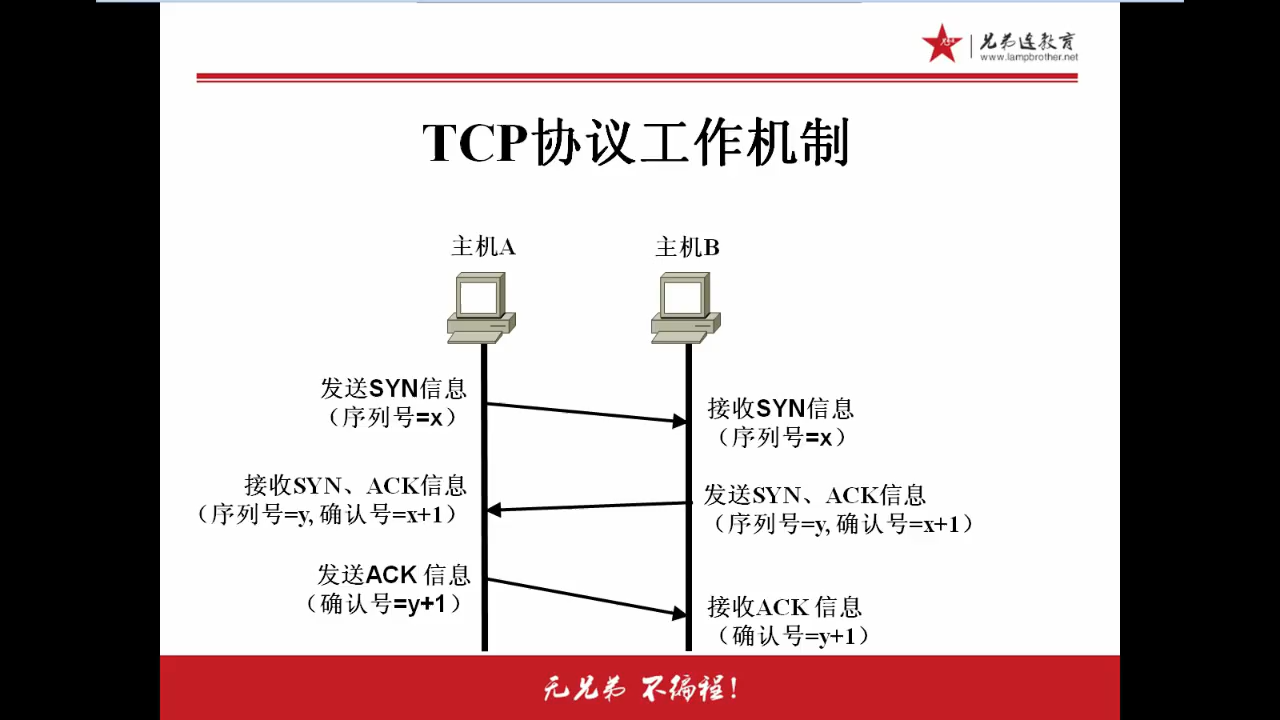 兄弟连教育
www.lampbrother.net
TCP协议工作机制
主机A
主机B
发送SYN信息
（序列号=x）
接收SYN信息
（序列号=x）
接收SYN、ACK信息
（序列号=y, 确认号=x+1）
发送SYN、ACK信息
（序列号=y, 确认号=x+1）
发送ACK 信息
（确认号=y+1）
接收ACK 信息
（确认号=y+1）
无兄弟 不编程!